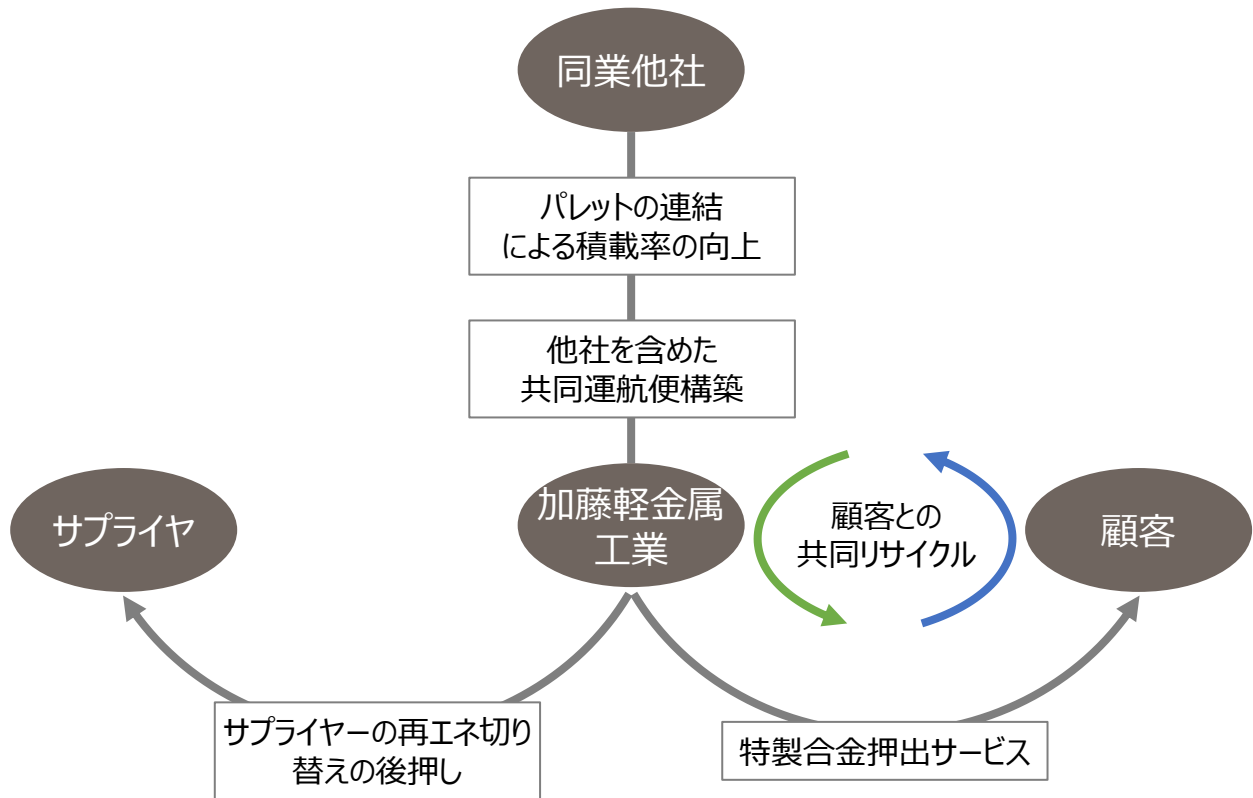 同業他社
パレットの連結
による積載率の向上
他社を含めた
共同運航便構築
サプライヤ
加藤軽金属
工業
顧客との
共同リサイクル
顧客
サプライヤーの再エネ切り
替えの後押し
特製合金押出サービス